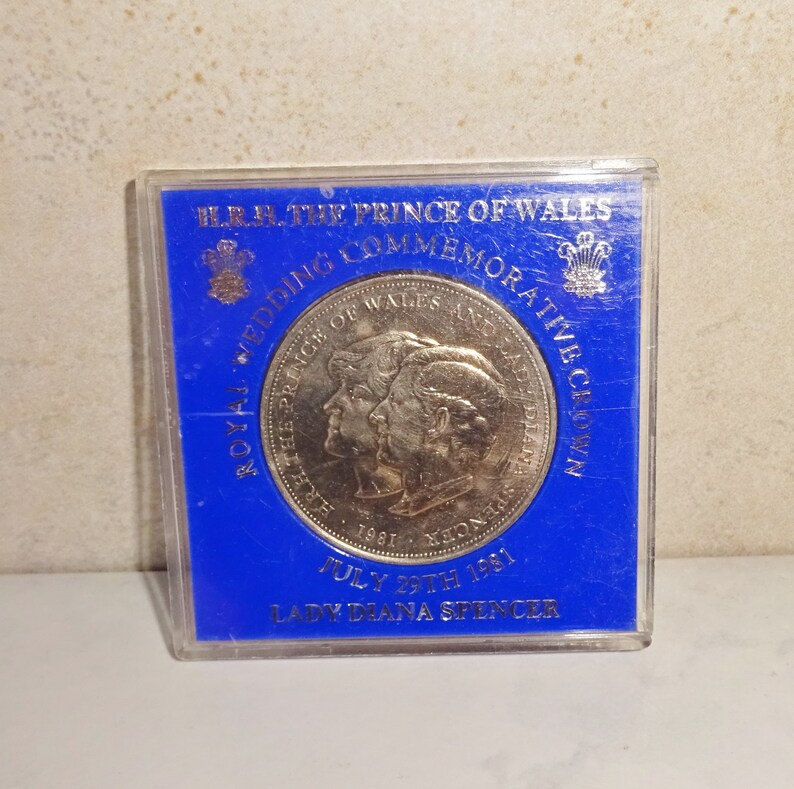 H.R.H. THE PRINCE OF WALES
ROYAL WEDDING COMMEMORATIVE CROWN
H.R.H. THE PRINCE OF WALES AND LADY DIANA SPENCER
· 1981 ·
JULY 29TH 1981
LADY DIANA SPENCER